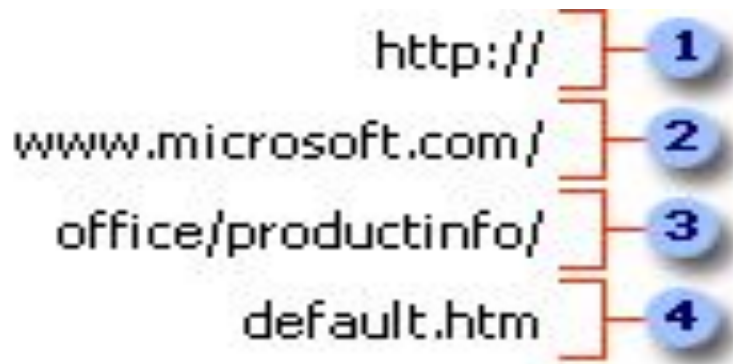 http:// 1
www.microsoft.com/ 2
office/productinfo/ 3
default.htm 4